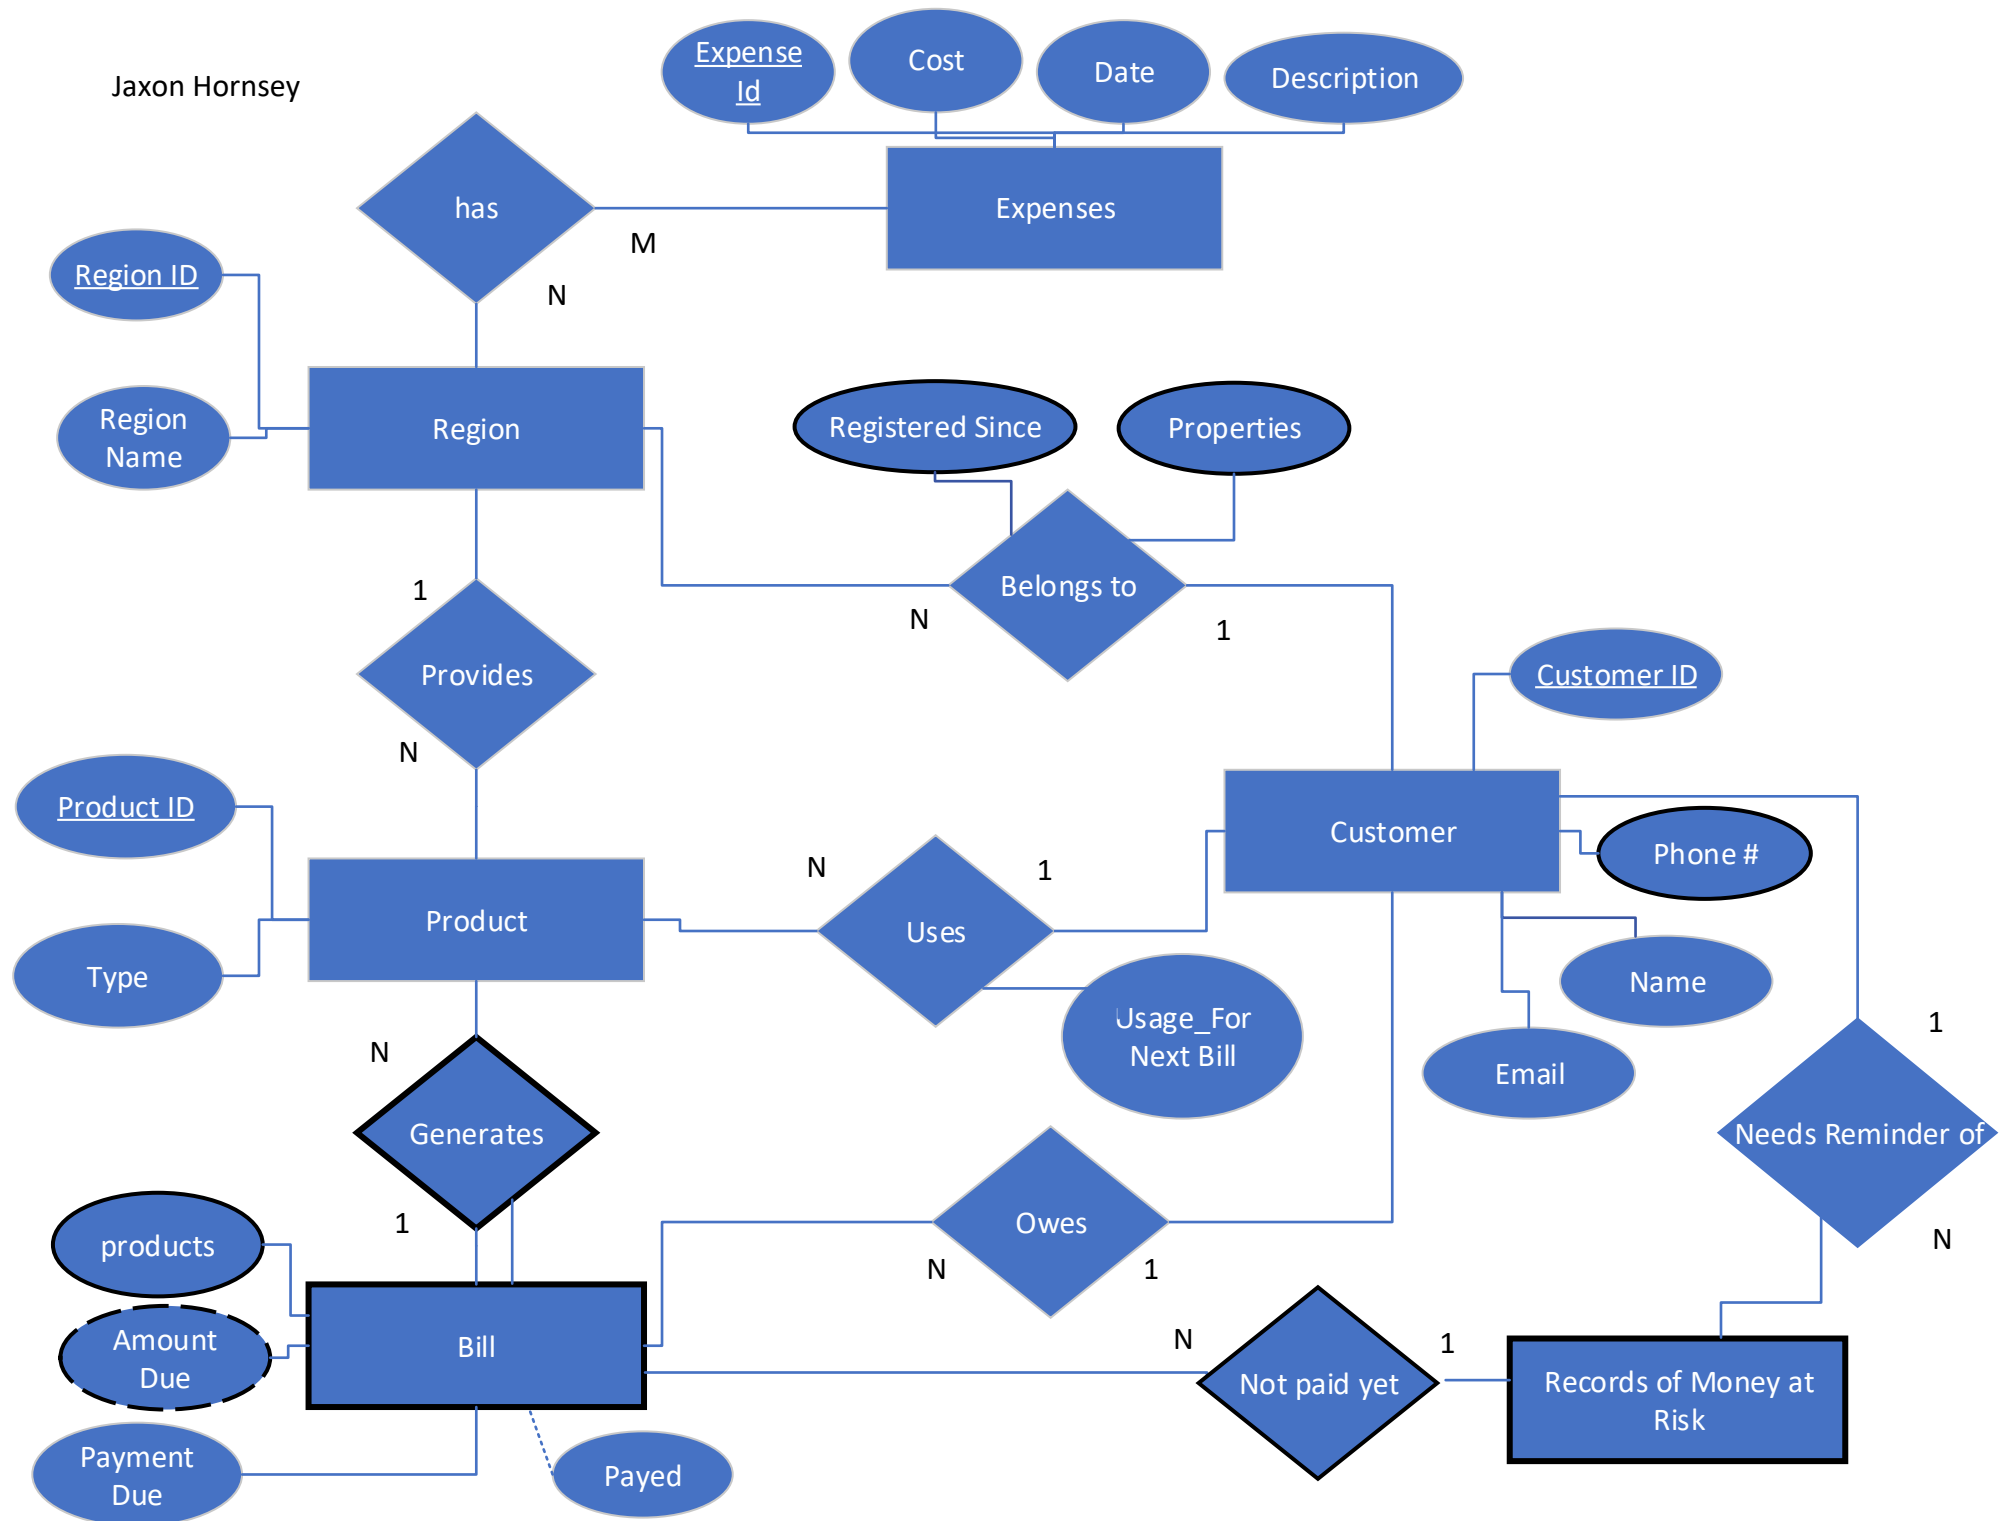 Jaxon Hornsey
Expense
Id
Cost
Date
Description
has
Expenses
M
N
Region ID
Region
Name
Region
Registered Since
Properties
Belongs to
N
1
1
Provides
N
Customer ID
Customer
Phone #
Name
Email
Product ID
Type
Product
N
1
Uses
Usage_For
Next Bill
N
Generates
1
1
Needs Reminder of
N
Owes
N
1
products
Amount
Due
Payment
Due
Bill
Payed
N
Not paid yet
1
Records of Money at
Risk